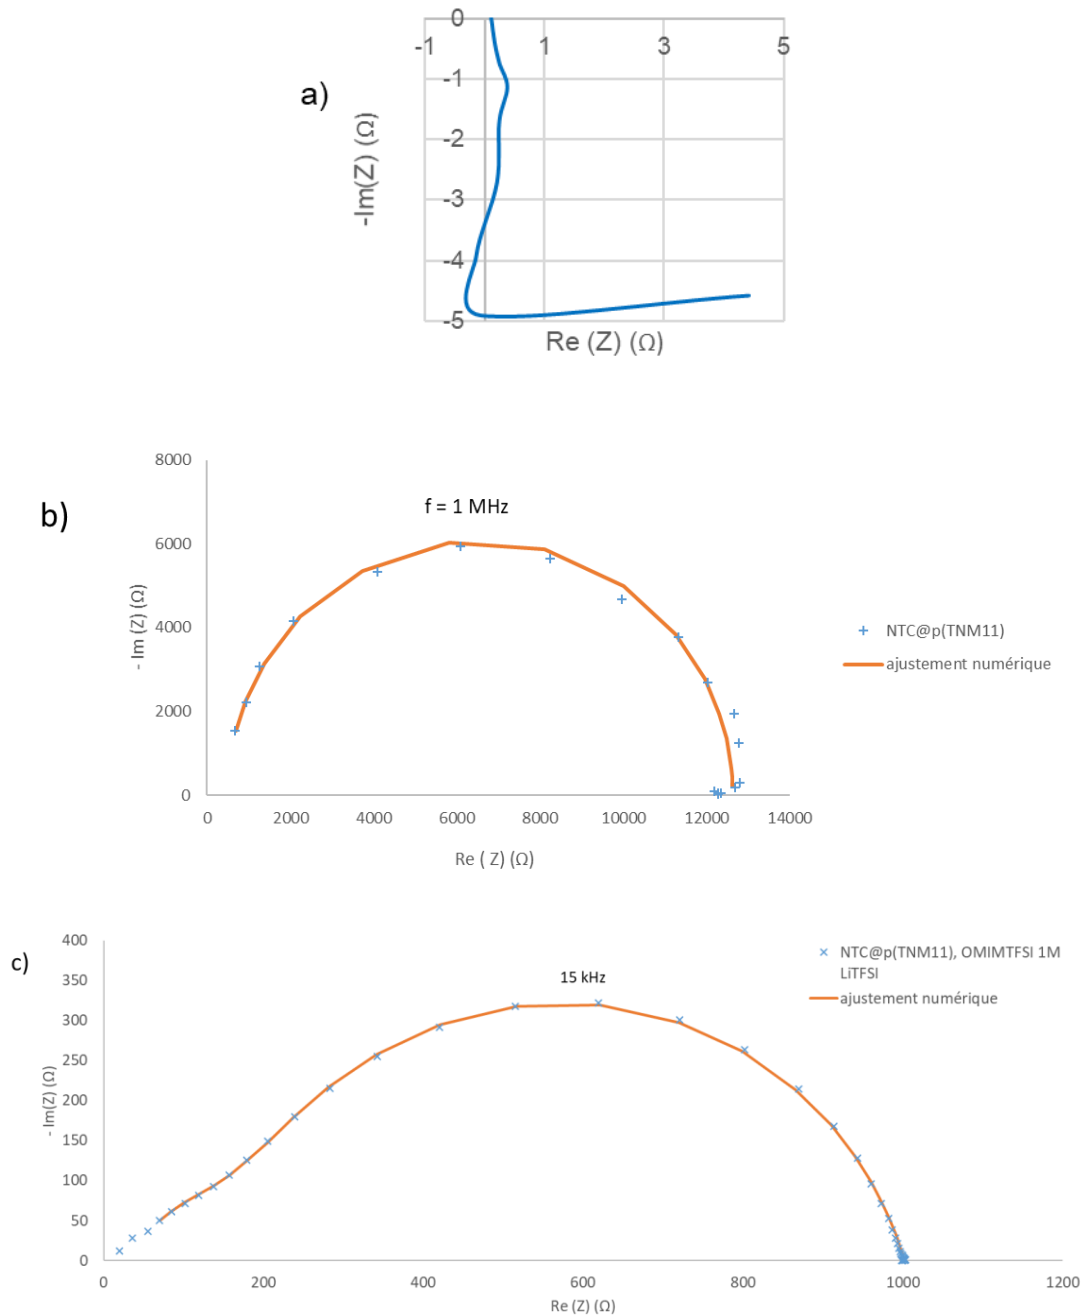 a)
0
-1
1
3
5
-1
-2
-3
-4
-5
-Im(Z) (Ω)
Re (Z) (Ω)
b)
f = 1 MHz
8000
6000
4000
2000
0
- Im (Z) (Ω)
0 2000 4000 6000 8000 10000 12000 14000
Re ( Z) (Ω)
NTC@p(TNM11)
ajustement numérique
c)
15 kHz
400
350
300
250
200
150
100
50
0
- Im(Z) (Ω)
0 200 400 600 800 1000 1200
Re (Z) (Ω)
NTC@p(TNM11), OMIMTFSI 1M
LiTFSI
ajustement numérique